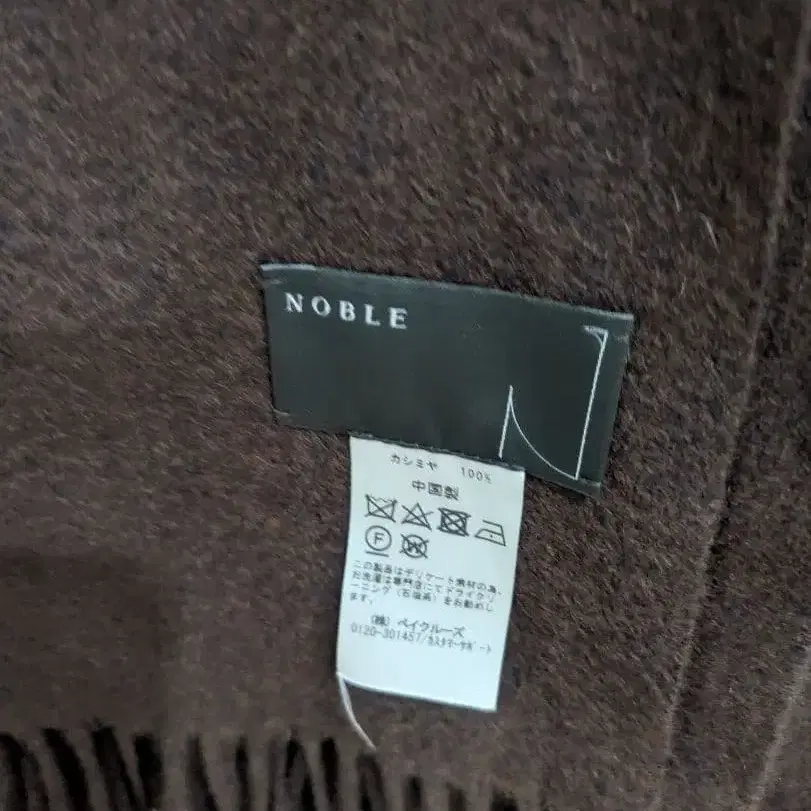 NOBLE
カシミヤ 100%
中国製
F W
この製品はデリケート素材の為、
お洗濯は専門店にてドライクリ
ーニング（石油系）をお勧めし
ます。
（株）ベイクルーズ
0120-301457/カスタマーサポート